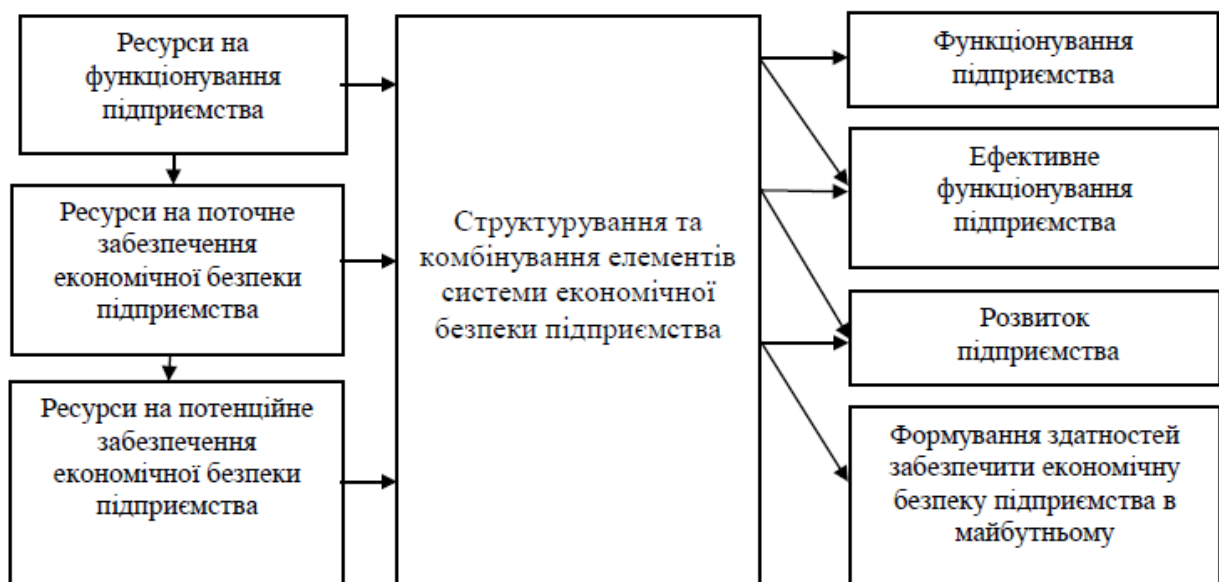 Ресурси на
функціонування
підприємства
Ресурси на поточне
забезпечення
економічної безпеки
підприємства
Ресурси на потенційне
забезпечення
економічної безпеки
підприємства
Структурування та
комбінування елементів
системи економічної
безпеки підприємства
Функціонування
підприємства
Ефективне
функціонування
підприємства
Розвиток
підприємства
Формування здатностей
забезпечити економічну
безпеку підприємства в
майбутньому